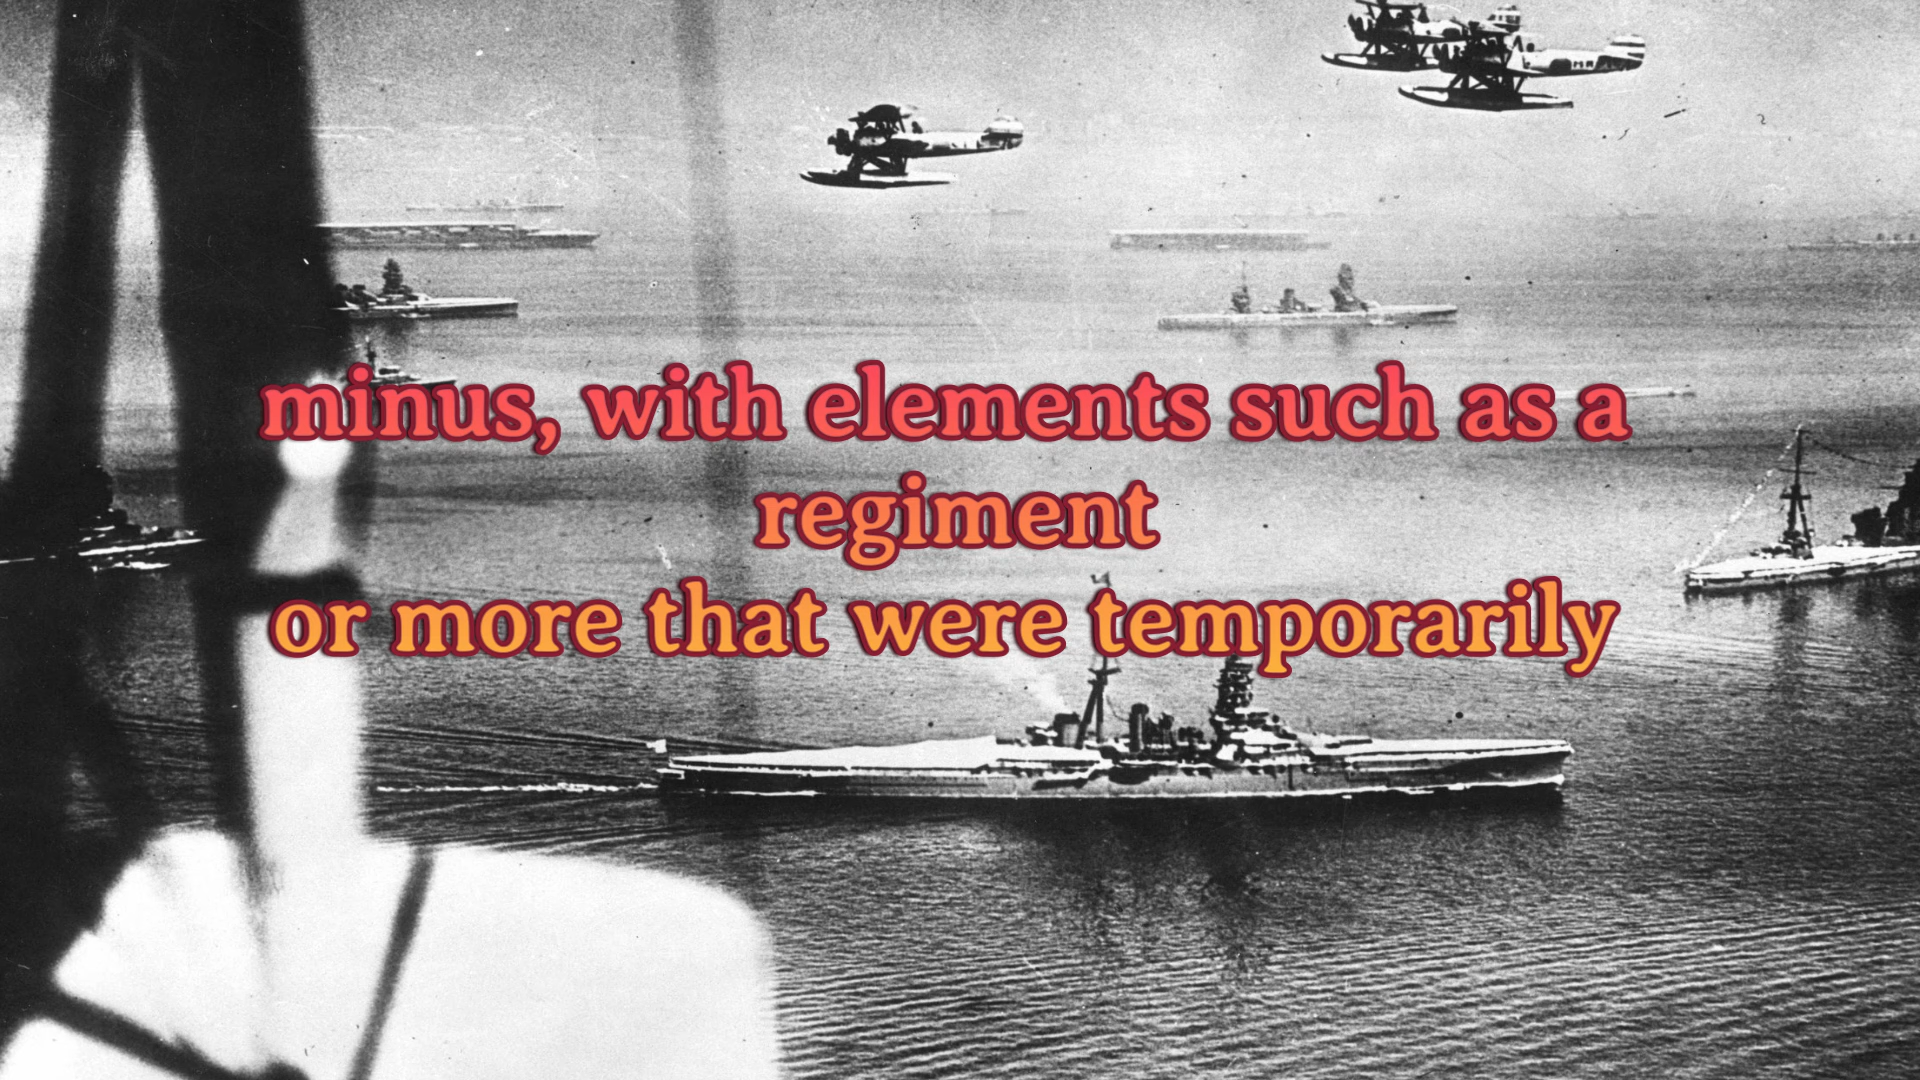 minus, with elements such as a
regiment
or more that were temporarily